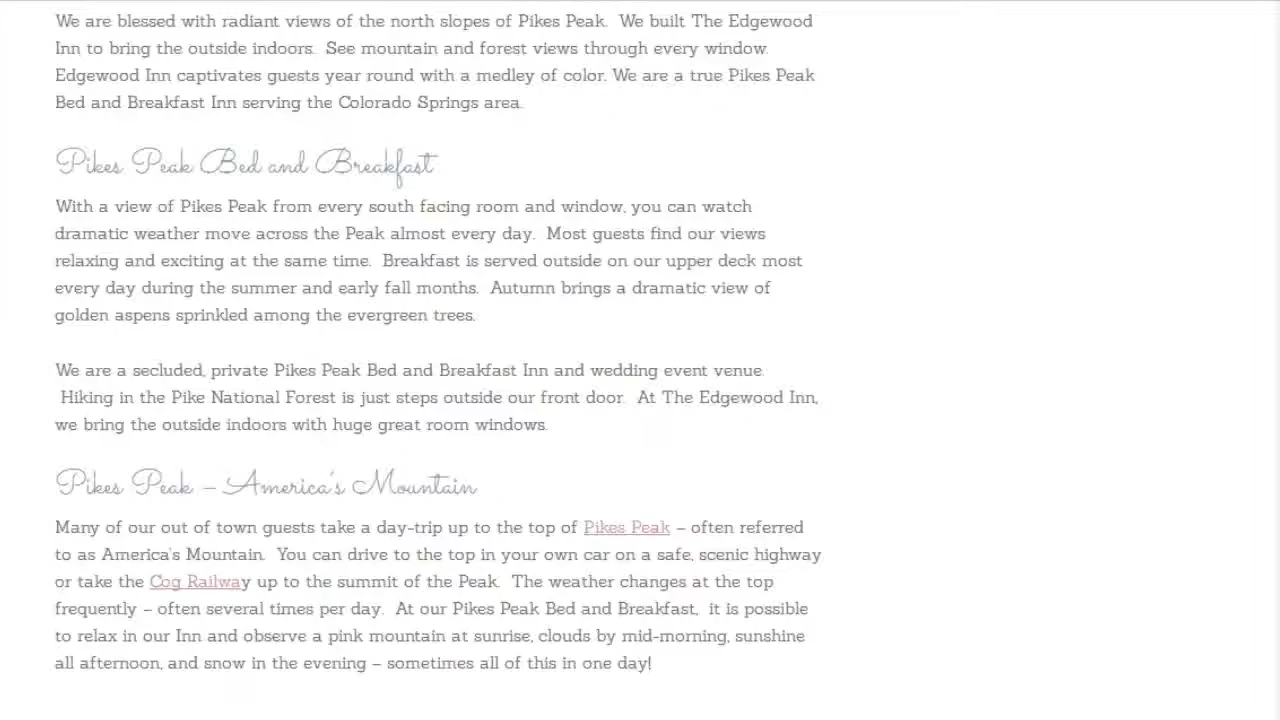 We are blessed with radiant views of the north slopes of Pikes Peak.  We built The Edgewood
Inn to bring the outside indoors.  See mountain and forest views through every window.
Edgewood Inn captivates guests year round with a medley of color. We are a true Pikes Peak
Bed and Breakfast Inn serving the Colorado Springs area.
Pikes Peak Bed and Breakfast
With a view of Pikes Peak from every south facing room and window, you can watch
dramatic weather move across the Peak almost every day.  Most guests find our views
relaxing and exciting at the same time.  Breakfast is served outside on our upper deck most
every day during the summer and early fall months.  Autumn brings a dramatic view of
golden aspens sprinkled among the evergreen trees.
We are a secluded, private Pikes Peak Bed and Breakfast Inn and wedding event venue.
Hiking in the Pike National Forest is just steps outside our front door.  At The Edgewood Inn,
we bring the outside indoors with huge great room windows.
Pikes Peak – America's Mountain
Many of our out of town guests take a day-trip up to the top of Pikes Peak – often referred
to as America's Mountain.  You can drive to the top in your own car on a safe, scenic highway
or take the Cog Railway up to the summit of the Peak.  The weather changes at the top
frequently – often several times per day.  At our Pikes Peak Bed and Breakfast,  it is possible
to relax in our Inn and observe a pink mountain at sunrise, clouds by mid-morning, sunshine
all afternoon, and snow in the evening – sometimes all of this in one day!